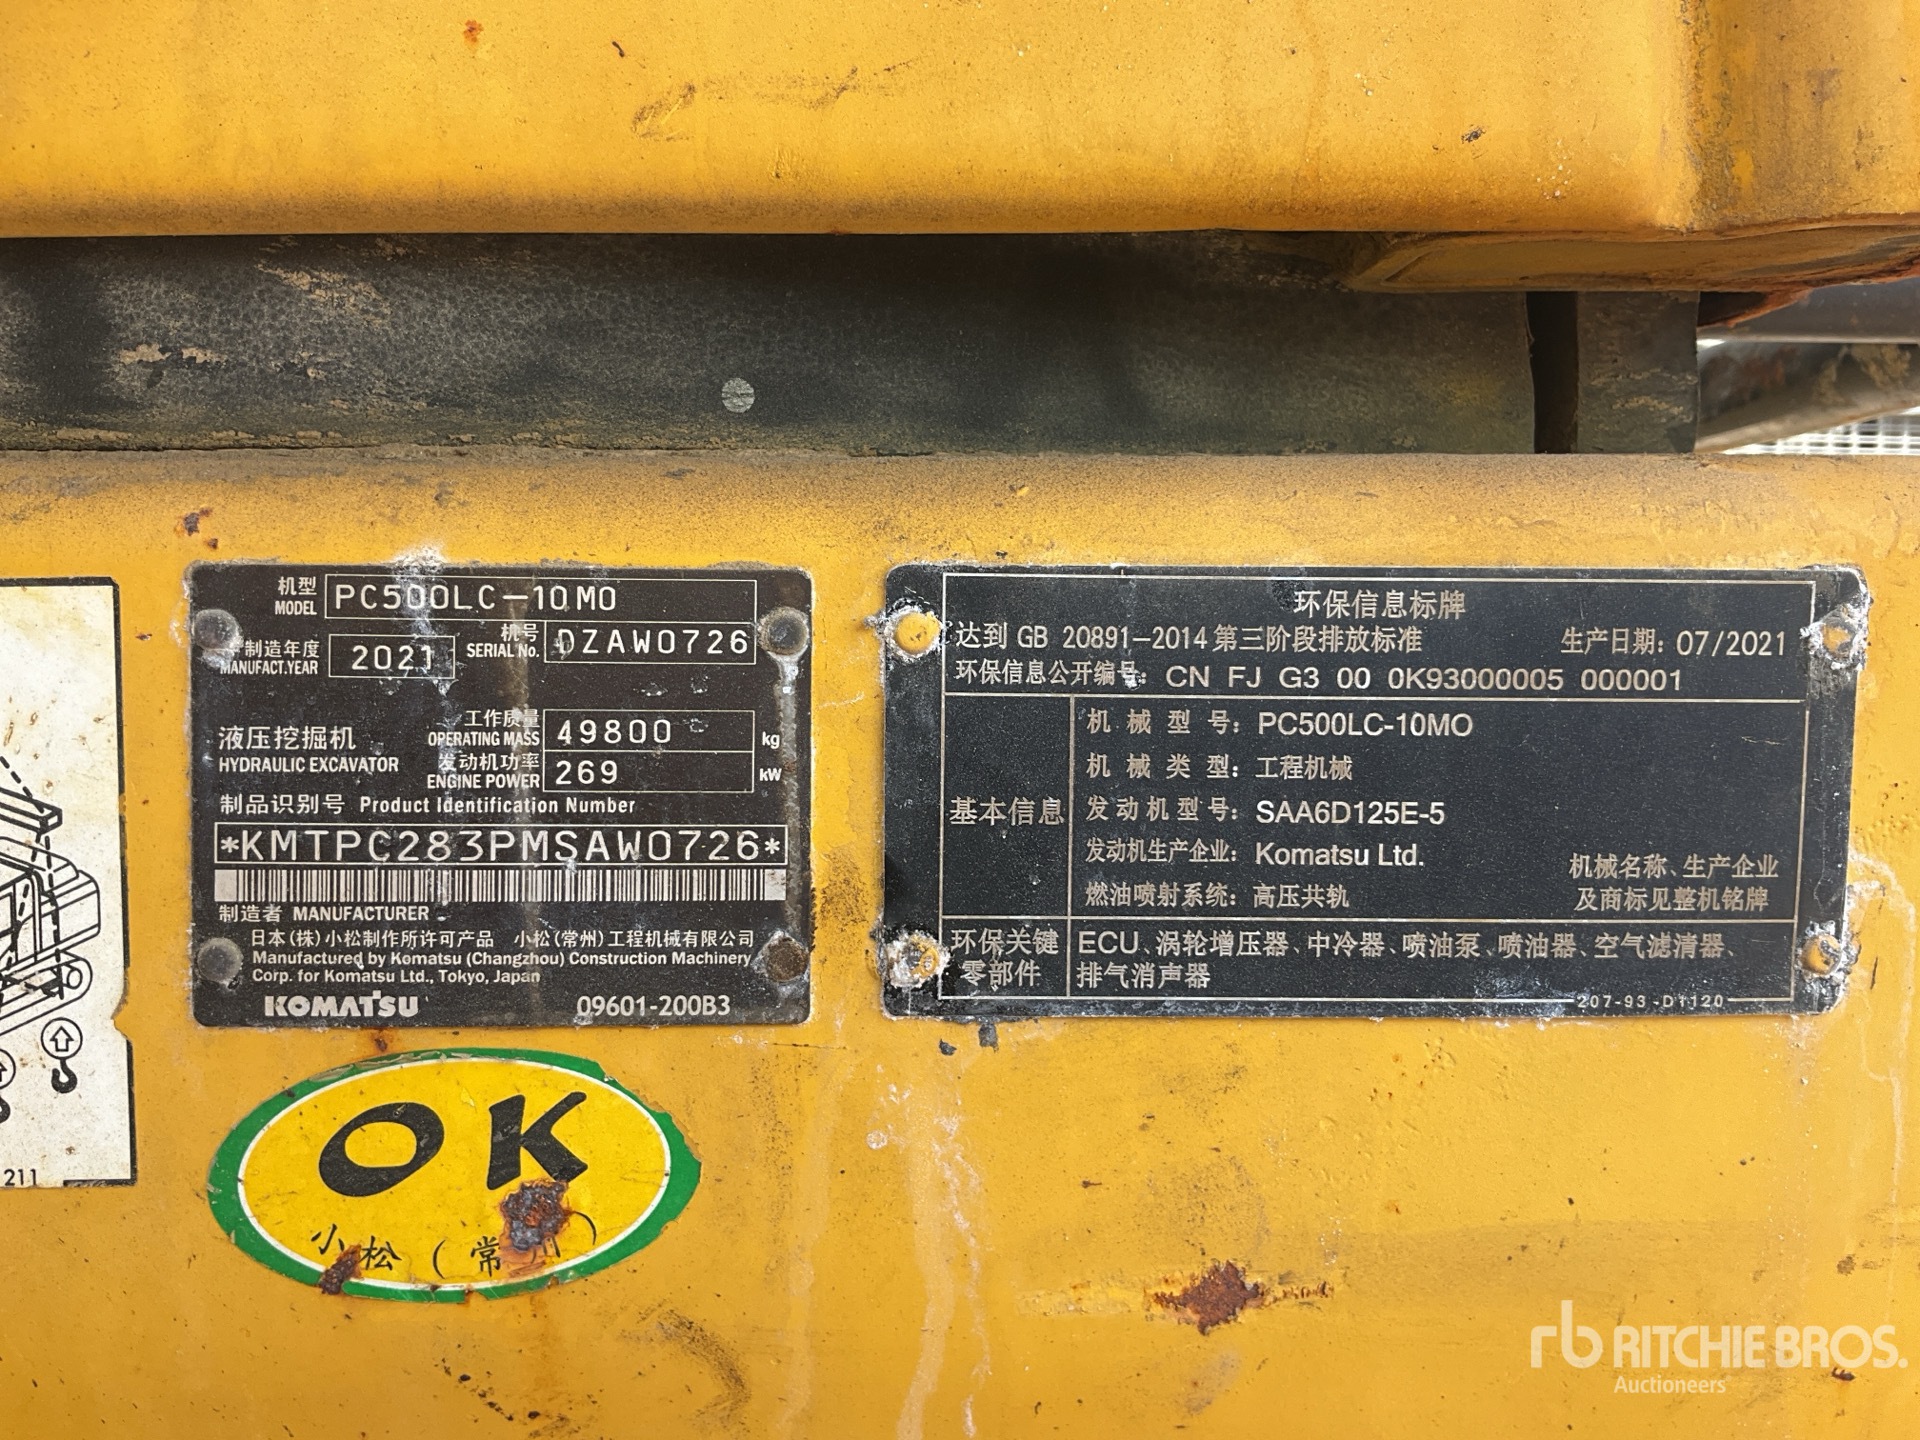 机型 MODEL PC500LC-10M0
制造年度 MANUFACT.YEAR 2021 机号 SERIAL No. DZAW0726
液压挖掘机 HYDRAULIC EXCAVATOR
工作质量 OPERATING MASS 49800 kg
发动机功率 ENGINE POWER 269 kW
制品识别号 Product Identification Number
*KMTPC283PMSAW0726*
制造者 MANUFACTURER
日本(株)小松制作所许可产品 小松(常州)工程机械有限公司
Manufactured by Komatsu (Changzhou) Construction Machinery
Corp. for Komatsu Ltd., Tokyo, Japan
KOMATSU 09601-200B3
环保信息标牌
达到 GB 20891-2014 第三阶段排放标准 生产日期: 07/2021
环保信息公开编号: CN FJ G3 00 0K93000005 000001
基本信息
机械型号: PC500LC-10MO
机械类型: 工程机械
发动机型号: SAA6D125E-5
发动机生产企业: Komatsu Ltd.
燃油喷射系统: 高压共轨
机械名称、生产企业
及商标见整机铭牌
环保关键
零部件
ECU、涡轮增压器、中冷器、喷油泵、喷油器、空气滤清器、
排气消声器
207-93-D1120
OK
小松(常州)
211
rb RITCHIE BROS.
Auctioneers